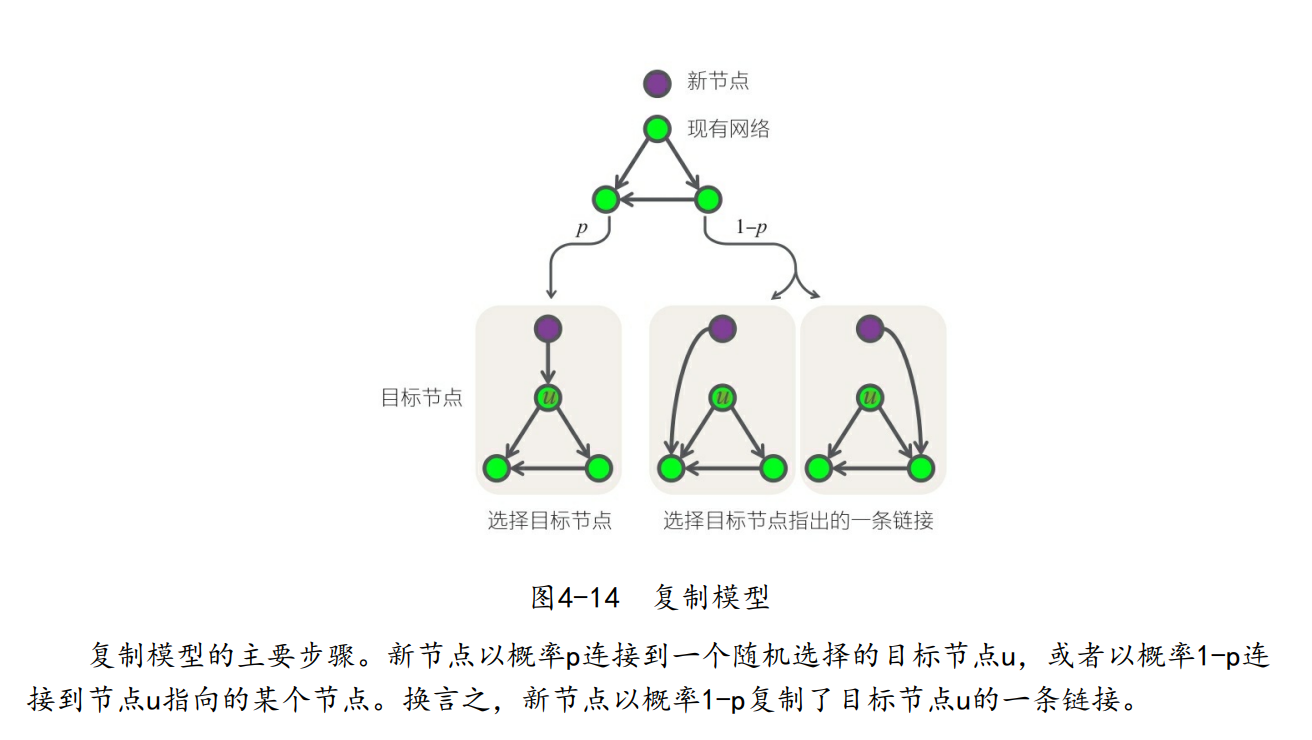 新节点
现有网络
p
1–p
u
u
u
目标节点
选择目标节点
选择目标节点指出的一条链接
图4-14 复制模型
复制模型的主要步骤。新节点以概率p连接到一个随机选择的目标节点u，或者以概率1-p连
接到节点u指向的某个节点。换言之，新节点以概率1-p复制了目标节点u的一条链接。